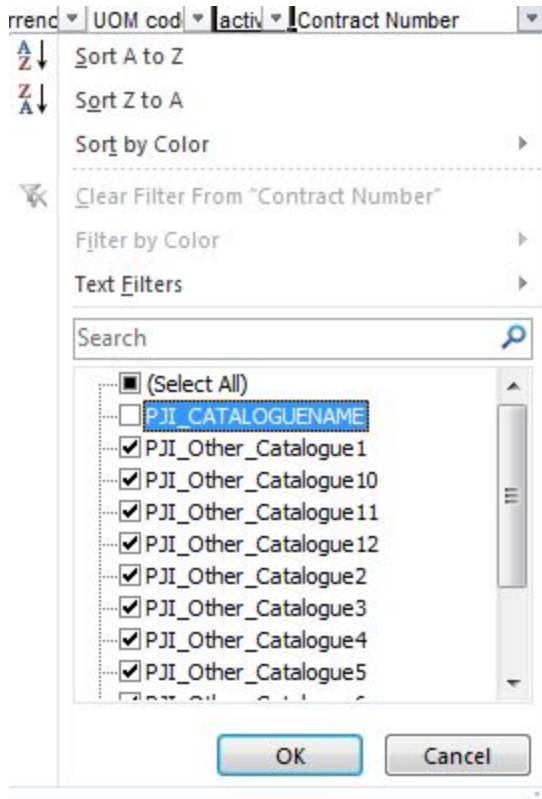 rrenc UOM cod activ Contract Number
Sort A to Z
Sort Z to A
Sort by Color
Clear Filter From "Contract Number"
Filter by Color
Text Filters
Search
(Select All)
PJI_CATALOGUENAME
PJI_Other_Catalogue1
PJI_Other_Catalogue10
PJI_Other_Catalogue11
PJI_Other_Catalogue12
PJI_Other_Catalogue2
PJI_Other_Catalogue3
PJI_Other_Catalogue4
PJI_Other_Catalogue5
OK Cancel